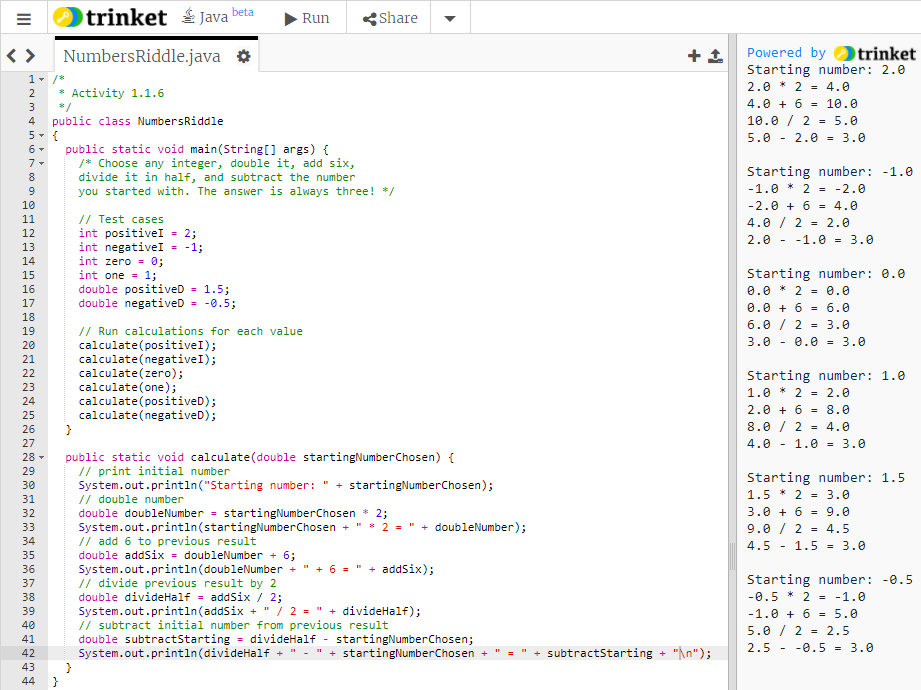 trinket Java beta Run Share
NumbersRiddle.java
1 /*
2  * Activity 1.1.6
3  */
4 public class NumbersRiddle
5 {
6   public static void main(String[] args) {
7     /* Choose any integer, double it, add six,
8     divide it in half, and subtract the number
9     you started with. The answer is always three! */
10
11     // Test cases
12     int positiveI = 2;
13     int negativeI = -1;
14     int zero = 0;
15     int one = 1;
16     double positiveD = 1.5;
17     double negativeD = -0.5;
18
19     // Run calculations for each value
20     calculate(positiveI);
21     calculate(negativeI);
22     calculate(zero);
23     calculate(one);
24     calculate(positiveD);
25     calculate(negativeD);
26   }
27
28   public static void calculate(double startingNumberChosen) {
29     // print initial number
30     System.out.println("Starting number: " + startingNumberChosen);
31     // double number
32     double doubleNumber = startingNumberChosen * 2;
33     System.out.println(startingNumberChosen + " * 2 = " + doubleNumber);
34     // add 6 to previous result
35     double addSix = doubleNumber + 6;
36     System.out.println(doubleNumber + " + 6 = " + addSix);
37     // divide previous result by 2
38     double divideHalf = addSix / 2;
39     System.out.println(addSix + " / 2 = " + divideHalf);
40     // subtract initial number from previous result
41     double subtractStarting = divideHalf - startingNumberChosen;
42     System.out.println(divideHalf + " - " + startingNumberChosen + " = " + subtractStarting + "\n");
43   }
44 }
Powered by trinket
Starting number: 2.0
2.0 * 2 = 4.0
4.0 + 6 = 10.0
10.0 / 2 = 5.0
5.0 - 2.0 = 3.0
Starting number: -1.0
-1.0 * 2 = -2.0
-2.0 + 6 = 4.0
4.0 / 2 = 2.0
2.0 - -1.0 = 3.0
Starting number: 0.0
0.0 * 2 = 0.0
0.0 + 6 = 6.0
6.0 / 2 = 3.0
3.0 - 0.0 = 3.0
Starting number: 1.0
1.0 * 2 = 2.0
2.0 + 6 = 8.0
8.0 / 2 = 4.0
4.0 - 1.0 = 3.0
Starting number: 1.5
1.5 * 2 = 3.0
3.0 + 6 = 9.0
9.0 / 2 = 4.5
4.5 - 1.5 = 3.0
Starting number: -0.5
-0.5 * 2 = -1.0
-1.0 + 6 = 5.0
5.0 / 2 = 2.5
2.5 - -0.5 = 3.0